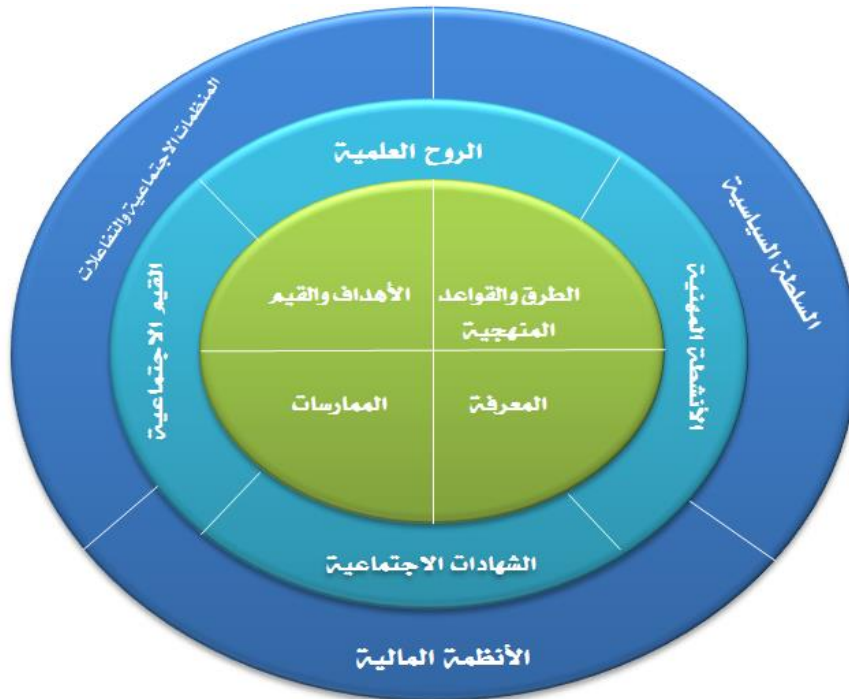 المنظمات الاجتماعية والتفاعلات
السلطة السياسية
الروح العلمية
القيم الاجتماعية
الأنشطة المهنية
الطرق والقواعد
المنهجية
الأهداف والقيم
المعرفة
الممارسات
الشهادات الاجتماعية
الأنظمة المالية